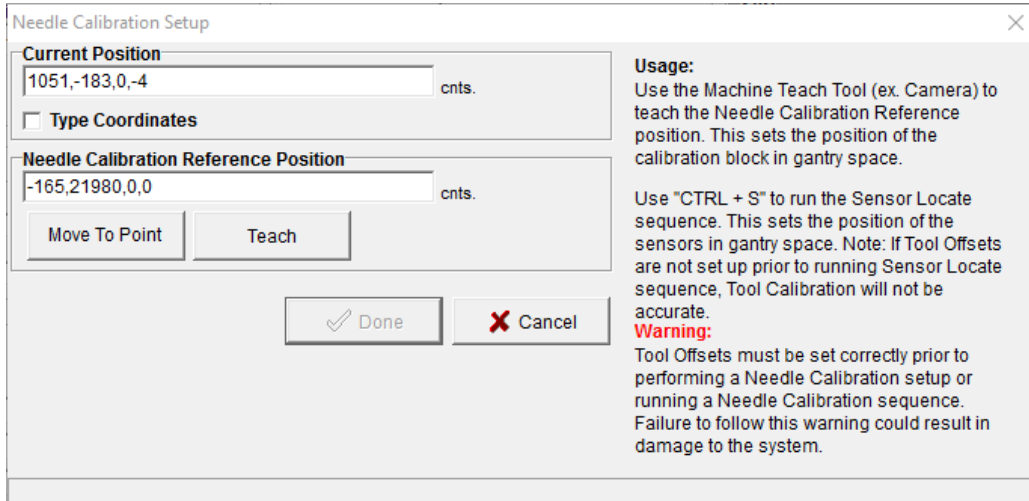 Needle Calibration Setup
Current Position
1051,-183,0,-4
cnts.
Type Coordinates
Needle Calibration Reference Position
-165,21980,0,0
cnts.
Move To Point
Teach
Done
Cancel
Usage:
Use the Machine Teach Tool (ex. Camera) to
teach the Needle Calibration Reference
position. This sets the position of the
calibration block in gantry space.
Use "CTRL + S" to run the Sensor Locate
sequence. This sets the position of the
sensors in gantry space. Note: If Tool Offsets
are not set up prior to running Sensor Locate
sequence, Tool Calibration will not be
accurate.
Warning:
Tool Offsets must be set correctly prior to
performing a Needle Calibration setup or
running a Needle Calibration sequence.
Failure to follow this warning could result in
damage to the system.